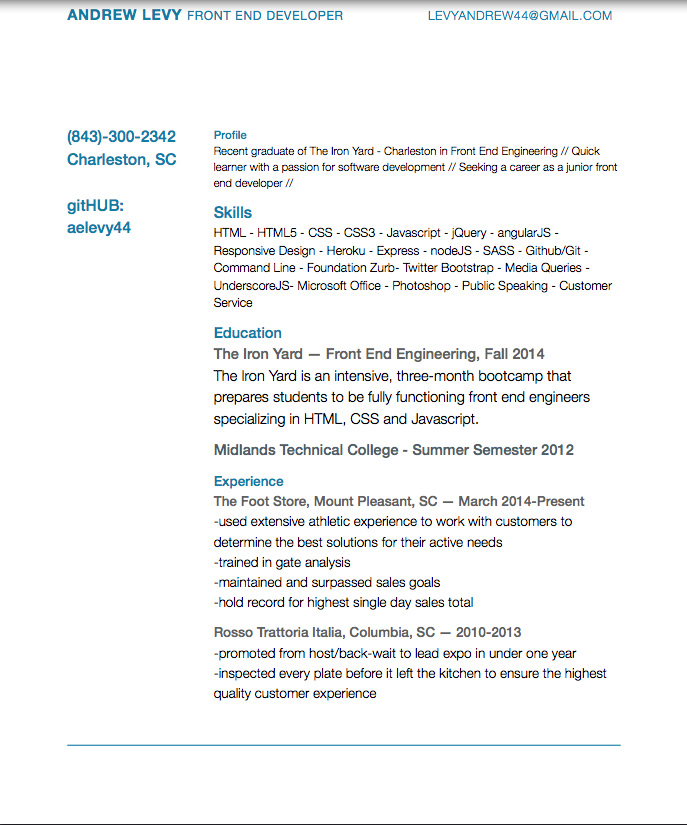 ANDREW LEVY FRONT END DEVELOPER LEVYANDREW44@GMAIL.COM
(843)-300-2342
Charleston, SC
gitHUB:
aelevy44
Profile
Recent graduate of The Iron Yard - Charleston in Front End Engineering // Quick
learner with a passion for software development // Seeking a career as a junior front
end developer //
Skills
HTML - HTML5 - CSS - CSS3 - Javascript - jQuery - angularJS -
Responsive Design - Heroku - Express - nodeJS - SASS - Github/Git -
Command Line - Foundation Zurb- Twitter Bootstrap - Media Queries -
UnderscoreJS- Microsoft Office - Photoshop - Public Speaking - Customer
Service
Education
The Iron Yard — Front End Engineering, Fall 2014
The Iron Yard is an intensive, three-month bootcamp that
prepares students to be fully functioning front end engineers
specializing in HTML, CSS and Javascript.
Midlands Technical College - Summer Semester 2012
Experience
The Foot Store, Mount Pleasant, SC — March 2014-Present
-used extensive athletic experience to work with customers to
determine the best solutions for their active needs
-trained in gate analysis
-maintained and surpassed sales goals
-hold record for highest single day sales total
Rosso Trattoria Italia, Columbia, SC — 2010-2013
-promoted from host/back-wait to lead expo in under one year
-inspected every plate before it left the kitchen to ensure the highest
quality customer experience